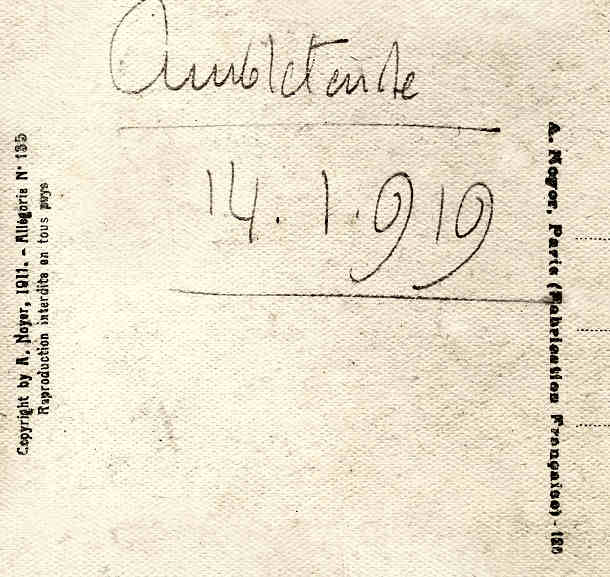 Ambleteuse
14.1.919
Copyright by A. Noyer, 1911. - Allégorie N° 135
Reproduction interdite en tous pays
A. Noyer, Paris (Fabrication Française) -